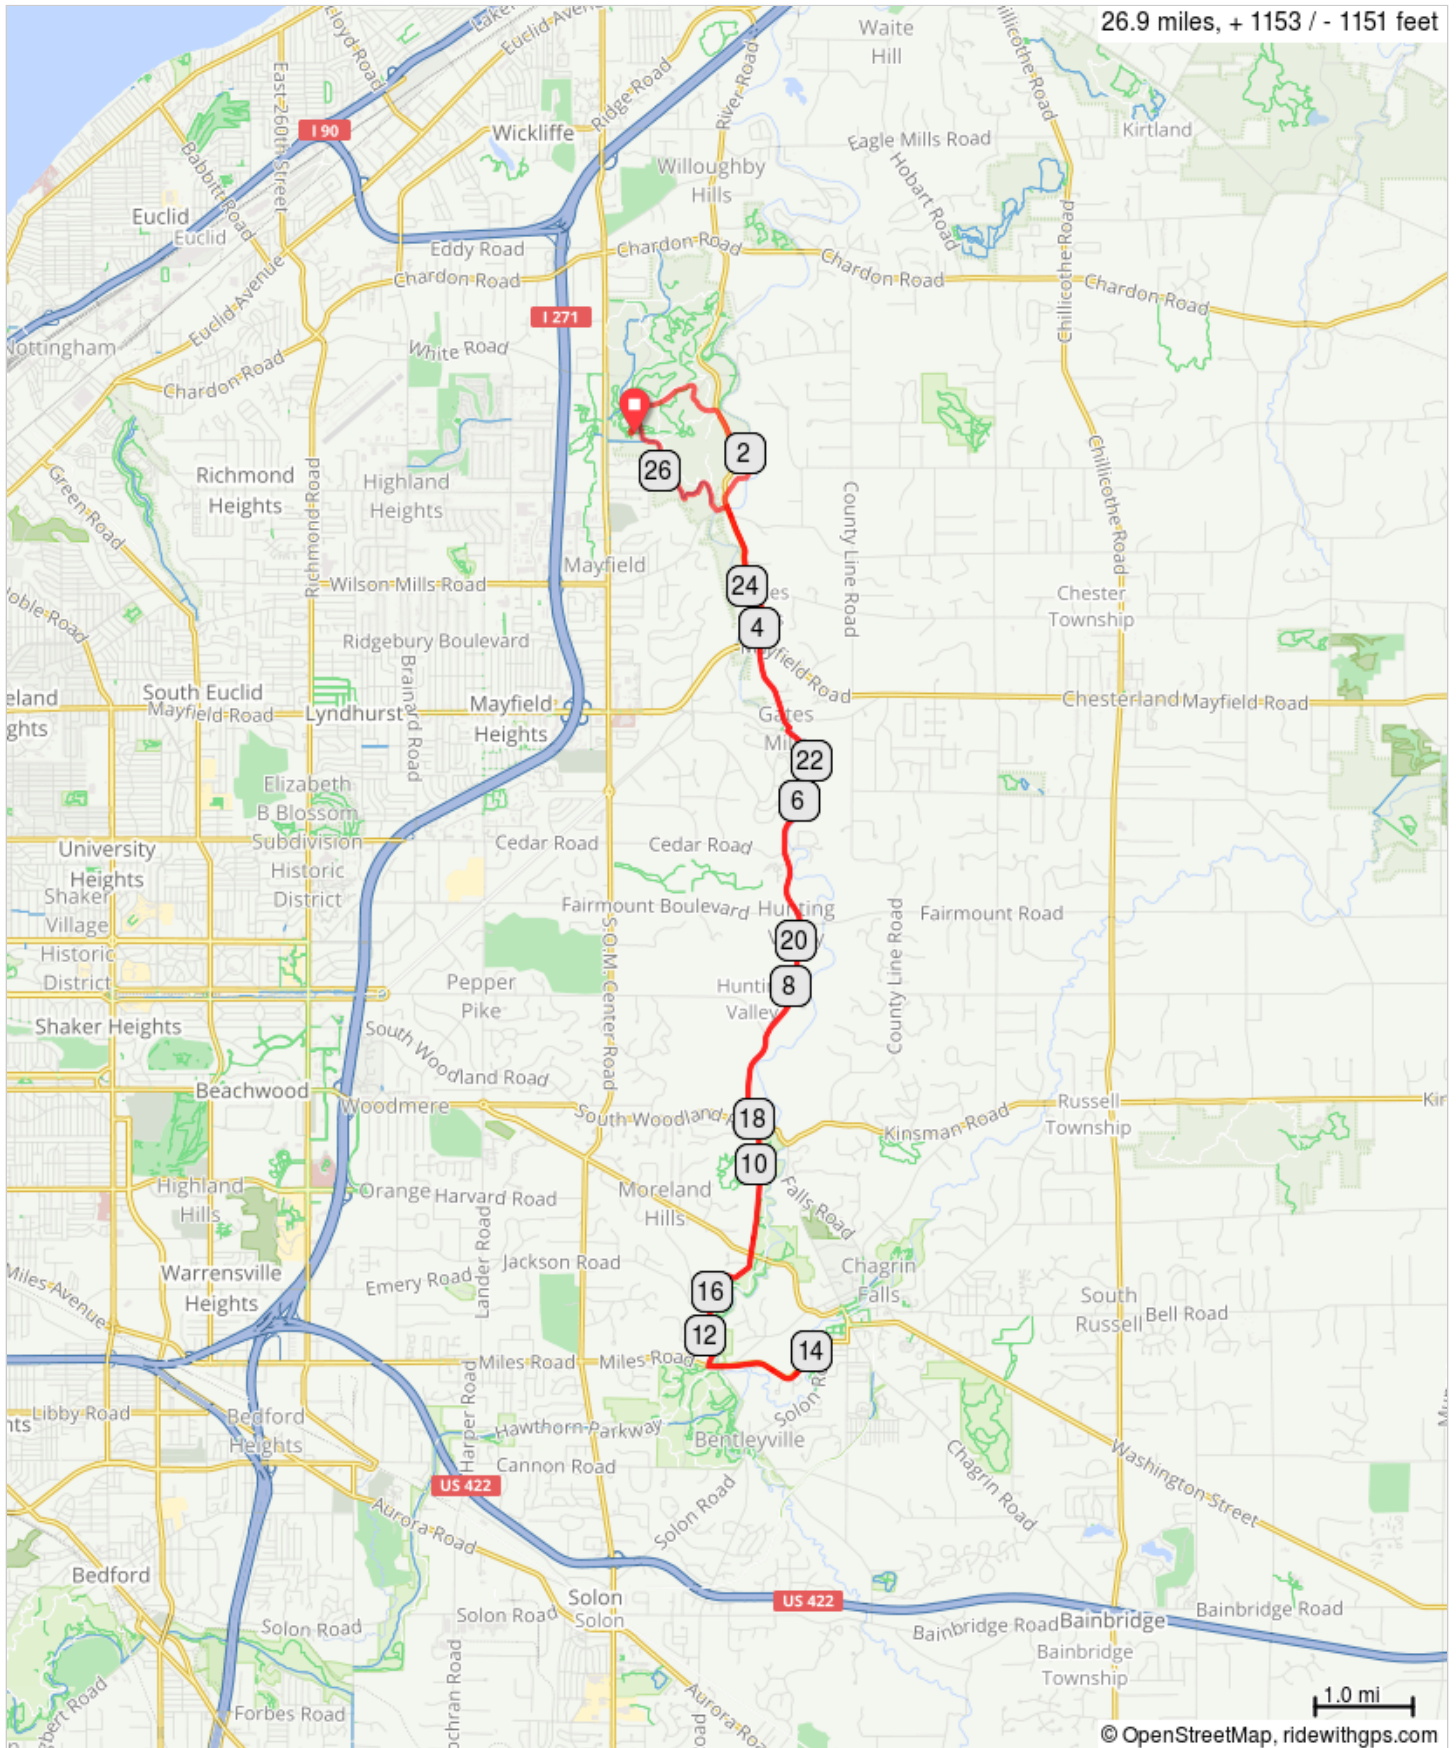 26.9 miles, + 1153 / - 1151 feet
Lloyd Road
Euclid Avenue
Waite
Hill
Chillicothe Road
East 260th Street
I 90
Wickliffe
Ridge Road
River Road
Eagle Mills Road
Kirtland
Babbitt Road
Willoughby
Hills
Hobart Road
Euclid
Euclid
Eddy Road
Chardon Road
Chardon Road
Chardon Road
Chardon Road
Chillicothe Road
Euclid Avenue
I 271
Nottingham
White Road
Chardon Road
2
26
Richmond
Heights
Highland
Heights
Green Road
Richmond Road
County Line Road
Chillicothe Road
Mayfield
Wilson Mills Road
24
Chester
Township
4
Ridgebury Boulevard
Mayfield Road
Brainard Road
South Euclid
Mayfield Road
Lyndhurst
Mayfield
Heights
Chesterland
Mayfield Road
Gates
22
6
Elizabeth
B Blossom
Subdivision
Historic
District
Cedar Road
Cedar Road
University
Heights
Shaker
Village
Historic
District
Fairmount Boulevard
Hunting
Fairmount Road
20
S.O.M. Center Road
County Line Road
Pepper
Pike
8
Valley
Shaker Heights
South Woodland Road
Beachwood
Woodmere
18
South Woodland
Kinsman Road
Russell
Township
10
Highland
Hills
Orange
Harvard Road
Moreland
Hills
Falls Road
Lander Road
Jackson Road
Miles Avenue
Warrensville
Heights
Emery Road
Chagrin
Falls
16
South
Russell
Bell Road
12
14
Miles Road
Miles Road
Harper Road
Solon
Libby Road
Bedford
Heights
Hawthorn Parkway
Bentleyville
Cannon Road
Chagrin Road
Washington Street
US 422
Solon Road
Aurora Road
Bedford
Solon
Solon
Solon Road
US 422
Solon Road
Bainbridge Road
Bainbridge
Bainbridge Road
Bainbridge
Township
Aurora
Forbes Road
1.0 mi
© OpenStreetMap, ridewithgps.com